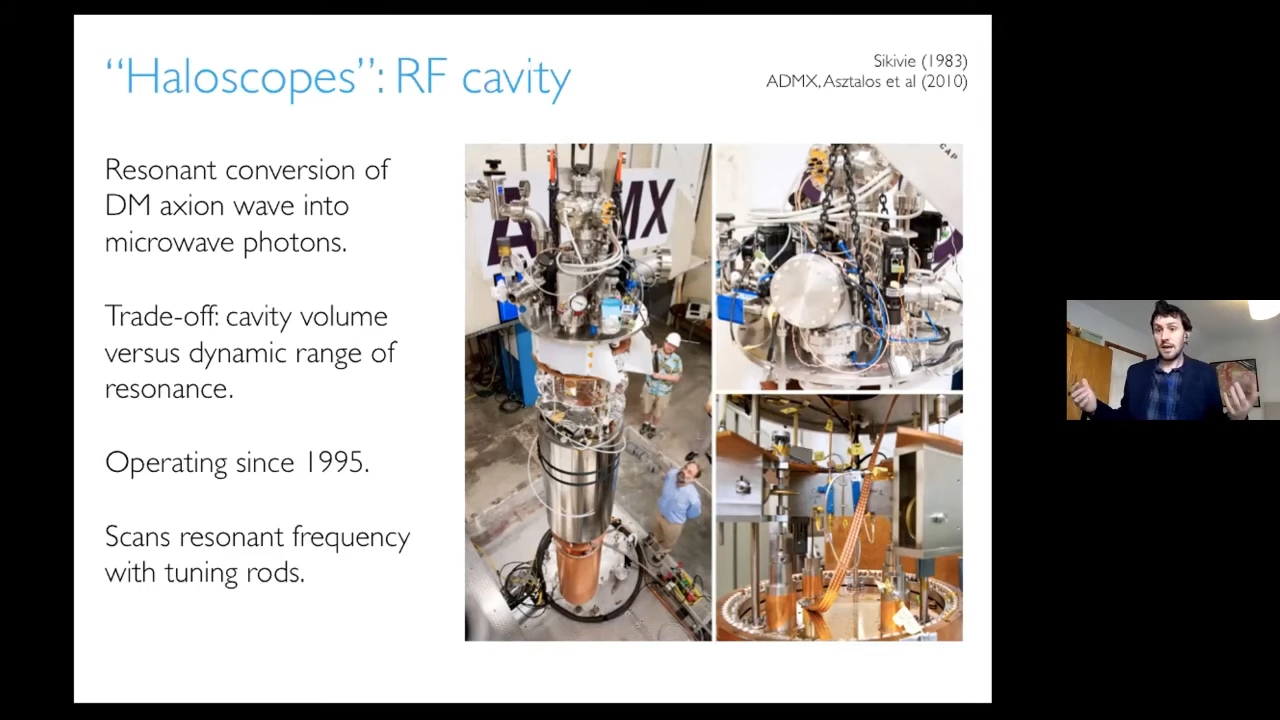 “Haloscopes”: RF cavity
Sikivie (1983)
ADMX, Asztalos et al (2010)
Resonant conversion of
DM axion wave into
microwave photons.
Trade-off: cavity volume
versus dynamic range of
resonance.
Operating since 1995.
Scans resonant frequency
with tuning rods.
CAP